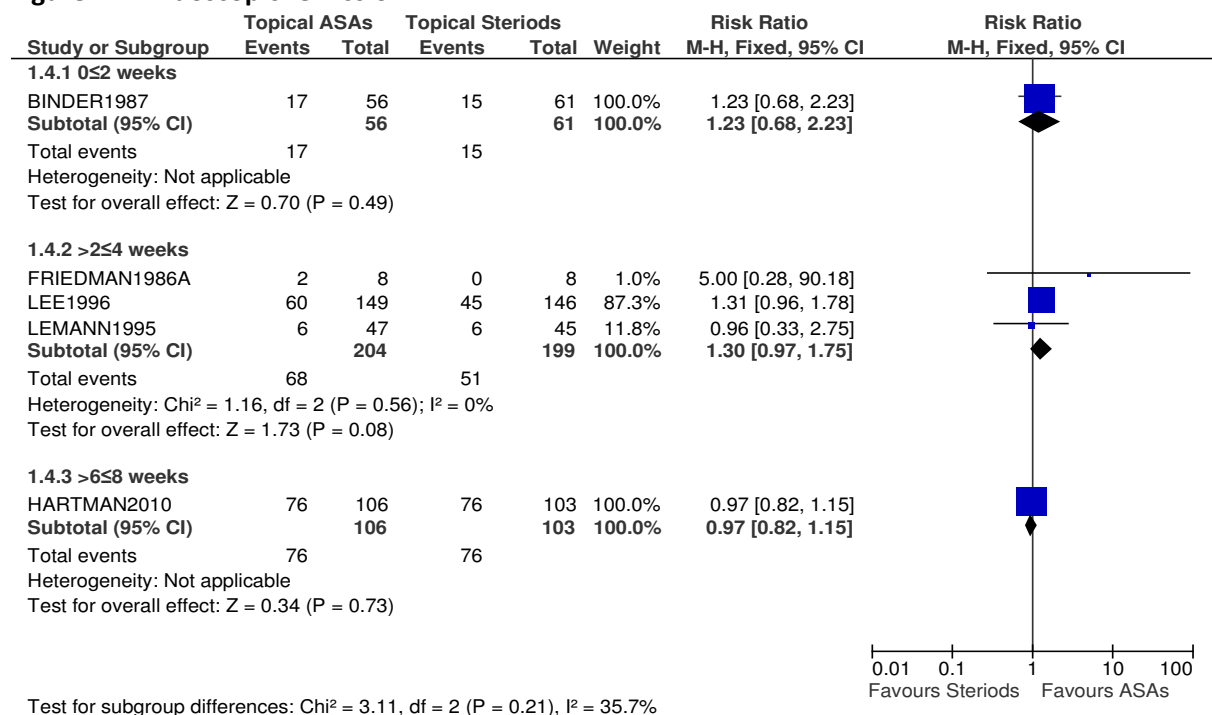 Topical ASAs Topical Steriods Risk Ratio Risk Ratio
Study or Subgroup Events Total Events Total Weight M-H, Fixed, 95% CI M-H, Fixed, 95% CI
1.4.1 0≤2 weeks
BINDER1987 17 56 15 61 100.0% 1.23 [0.68, 2.23]
Subtotal (95% CI) 56 61 100.0% 1.23 [0.68, 2.23]
Total events 17 15
Heterogeneity: Not applicable
Test for overall effect: Z = 0.70 (P = 0.49)
1.4.2 >2≤4 weeks
FRIEDMAN1986A 2 8 0 8 1.0% 5.00 [0.28, 90.18]
LEE1996 60 149 45 146 87.3% 1.31 [0.96, 1.78]
LEMANN1995 6 47 6 45 11.8% 0.96 [0.33, 2.75]
Subtotal (95% CI) 204 199 100.0% 1.30 [0.97, 1.75]
Total events 68 51
Heterogeneity: Chi² = 1.16, df = 2 (P = 0.56); I² = 0%
Test for overall effect: Z = 1.73 (P = 0.08)
1.4.3 >6≤8 weeks
HARTMAN2010 76 106 76 103 100.0% 0.97 [0.82, 1.15]
Subtotal (95% CI) 106 103 100.0% 0.97 [0.82, 1.15]
Total events 76 76
Heterogeneity: Not applicable
Test for overall effect: Z = 0.34 (P = 0.73)
0.01 0.1 1 10 100
Favours Steriods Favours ASAs
Test for subgroup differences: Chi² = 3.11, df = 2 (P = 0.21), I² = 35.7%